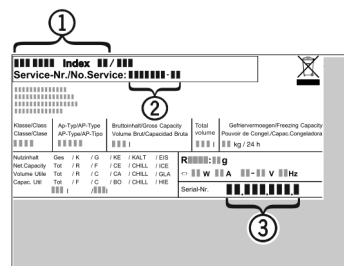 1
Index /
Service-Nr./No.Service: -
2
Klasse/Class Ap-Typ/AP-Type Bruttoinhalt/Gross Capacity Total Gefriervermoegen/Freezing Capacity
Classe/Clase AP-Type/AP-Tipo Volume Brut/Capacidad Bruta volume Pouvoir de Congel./Capac.Congeladora
l l kg / 24 h
Nutzinhalt Ges / K / G / KE / KALT / EIS
Net.Capacity Tot / R / F / CE / CHILL / ICE
Volume Utile Tot / R / C / CA / CHILL / GLA
Capac. Util Tot / F / C / BO / CHILL / HIE
l / l
R : g
W A - V Hz
Serial-Nr. . . .
3